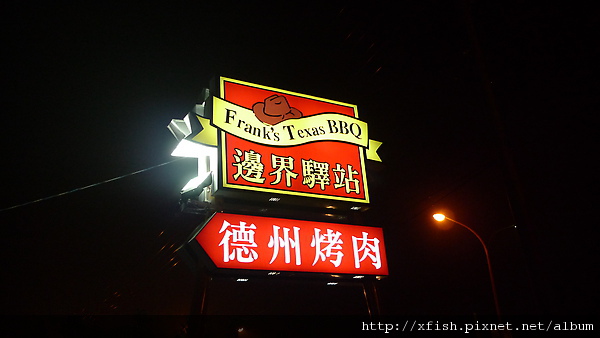 Frank's Texas BBQ
邊界驛站
德州烤肉
http://xfish.pixnet.net/album